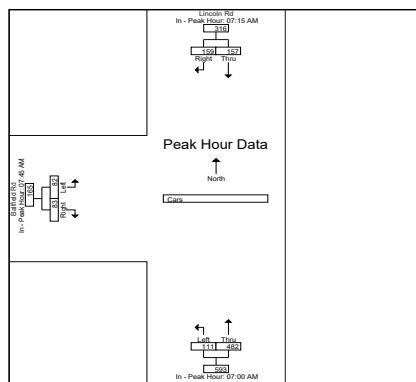 Lincoln Rd
In - Peak Hour: 07:15 AM
316
159 157
Right Thru
Peak Hour Data
North
Cars
Ballfield Rd
In - Peak Hour: 07:45 AM
165
82 Left
83 Right
Left Thru
111 482
593
In - Peak Hour: 07:00 AM